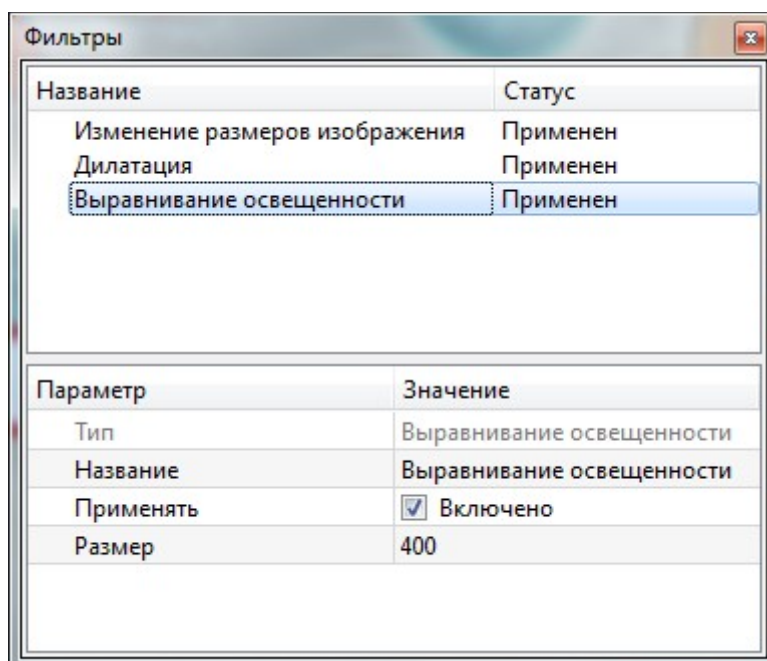 Фильтры
Название Статус
Изменение размеров изображения Применен
Дилатация Применен
Выравнивание освещенности Применен
Параметр Значение
Тип Выравнивание освещенности
Название Выравнивание освещенности
Применять Включено
Размер 400